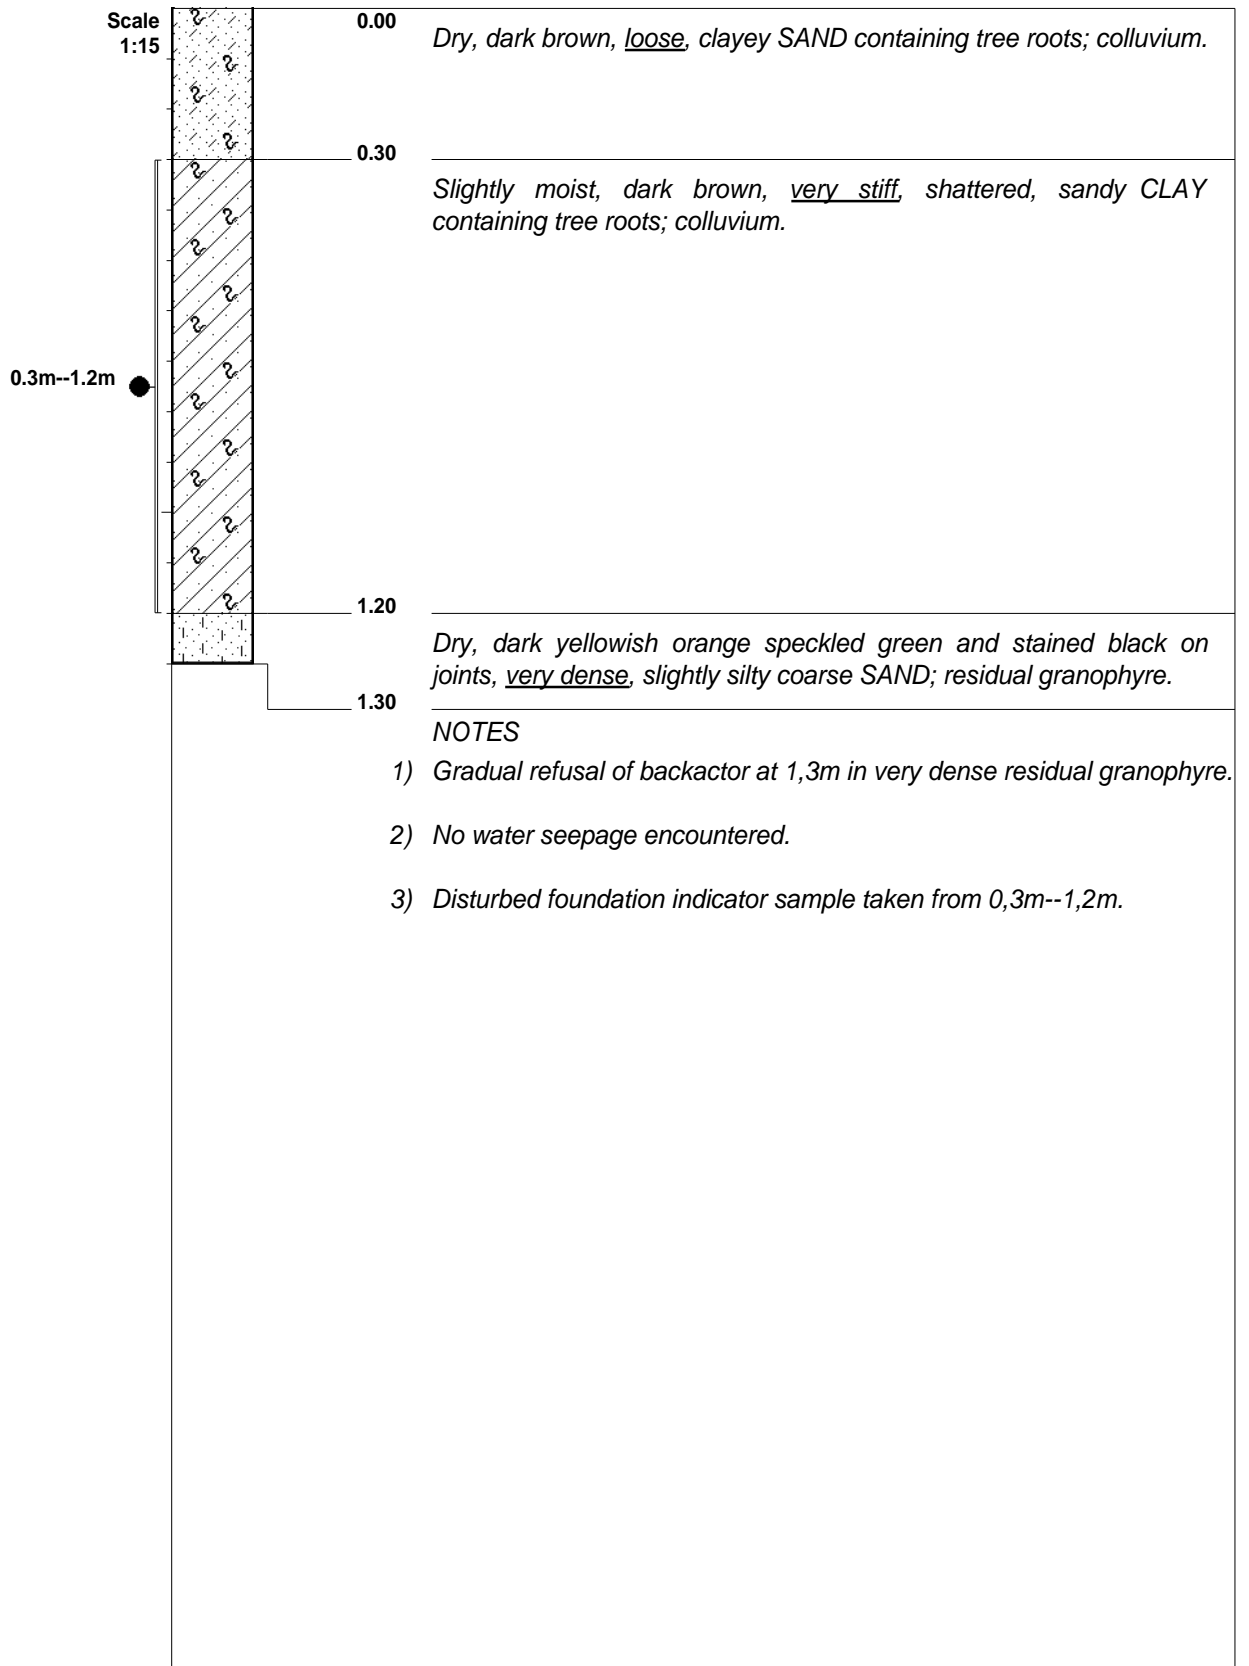 Scale
1:15
0.00
Dry, dark brown, loose, clayey SAND containing tree roots; colluvium.
0.30
Slightly moist, dark brown, very stiff, shattered, sandy CLAY
containing tree roots; colluvium.
0.3m--1.2m
1.20
Dry, dark yellowish orange speckled green and stained black on
joints, very dense, slightly silty coarse SAND; residual granophyre.
1.30
NOTES
1) Gradual refusal of backactor at 1,3m in very dense residual granophyre.
2) No water seepage encountered.
3) Disturbed foundation indicator sample taken from 0,3m--1,2m.